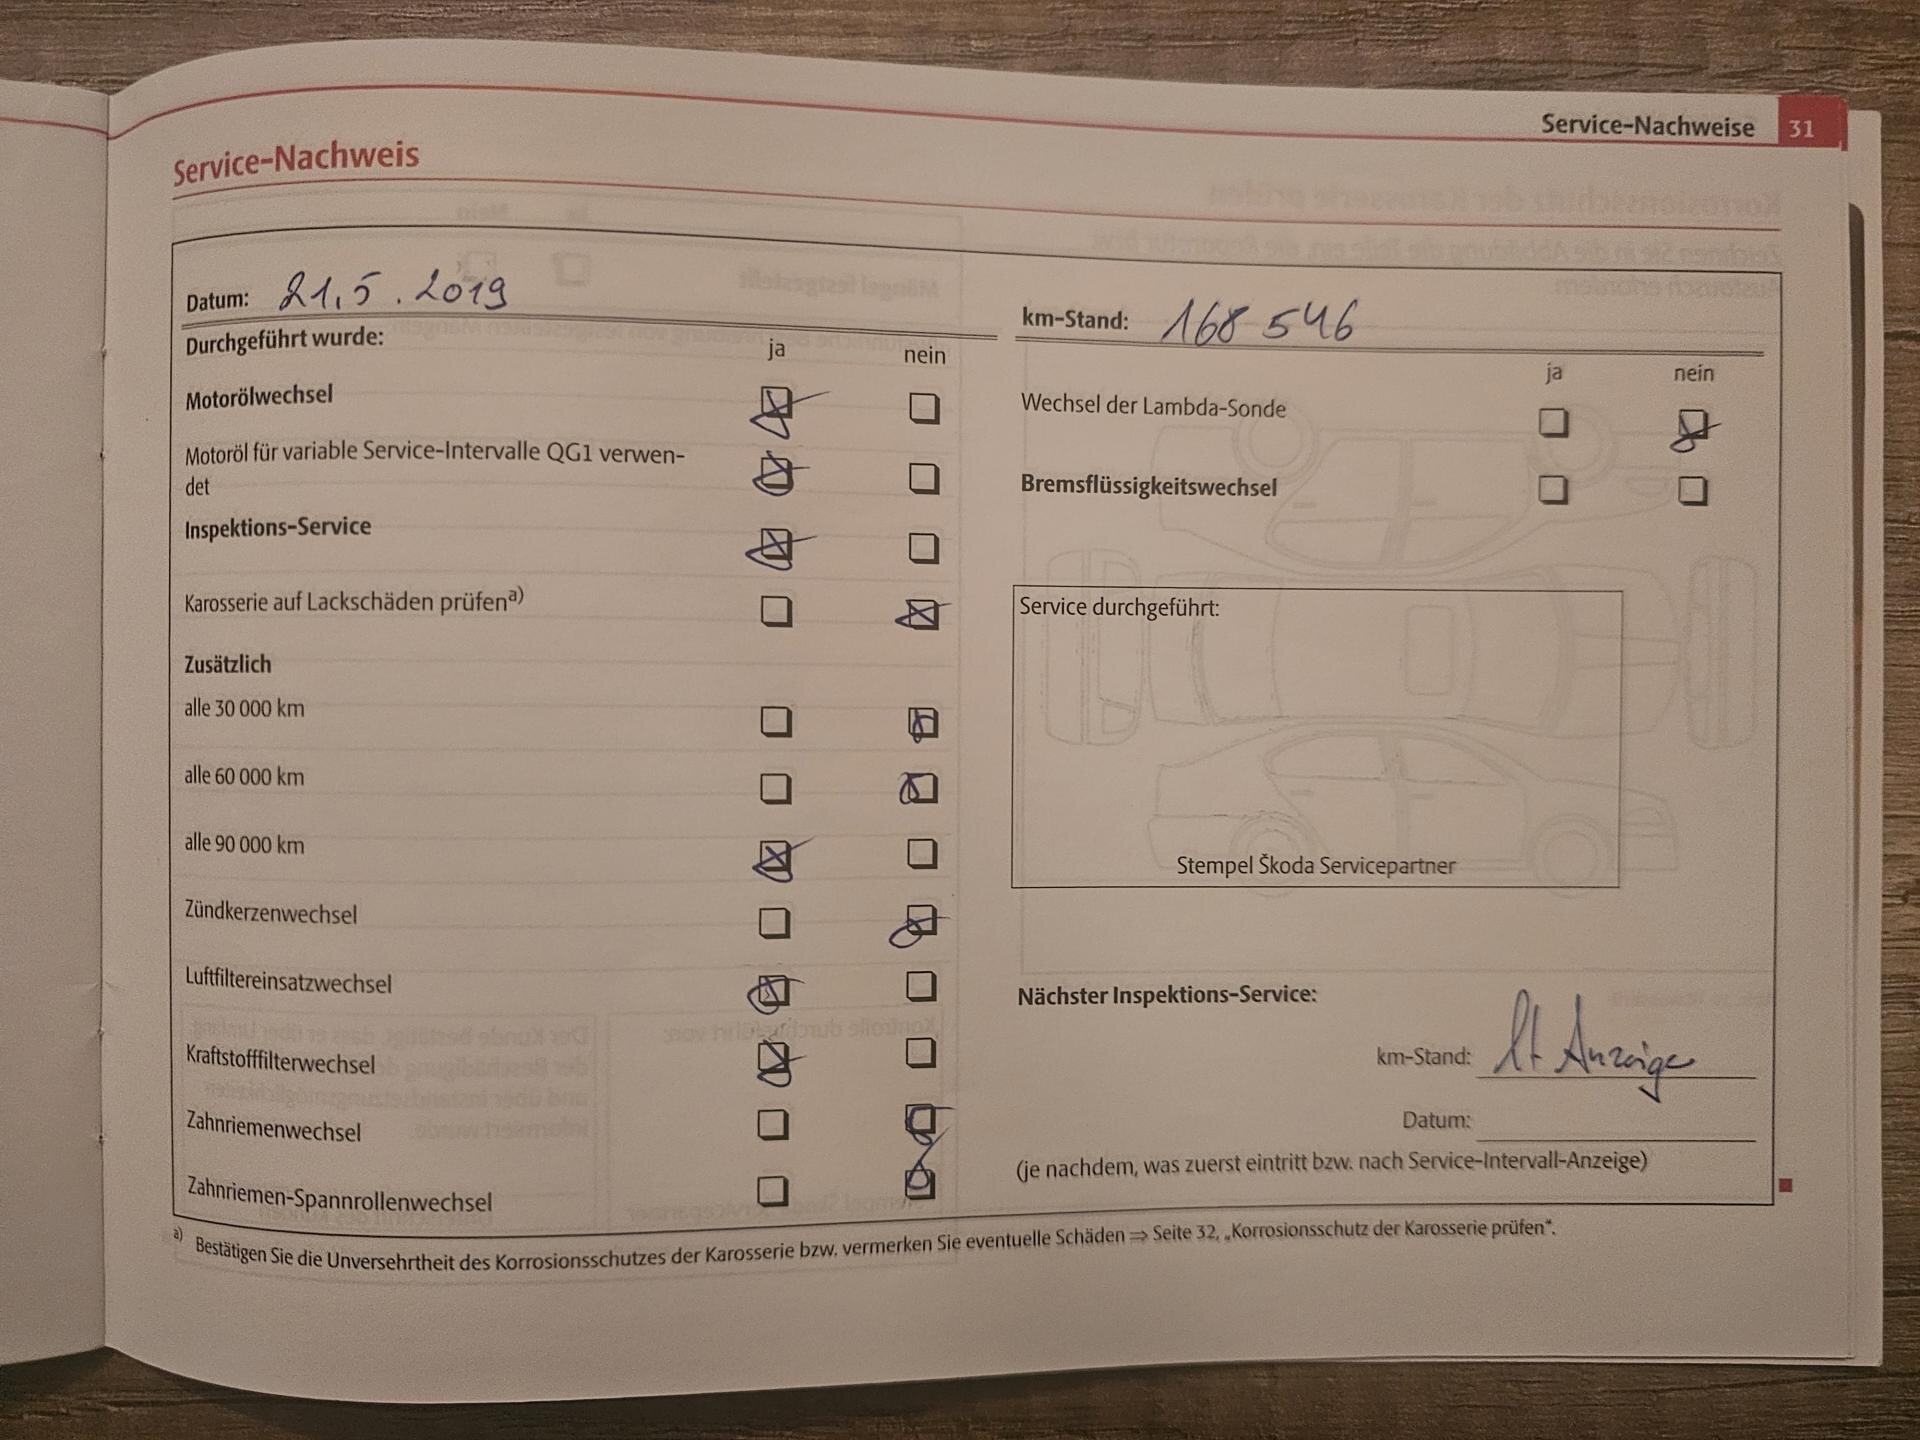 Service-Nachweise 31
Service-Nachweis
Datum: 21.5.2019
km-Stand: 168 546
Durchgeführt wurde:
ja nein
Motorölwechsel
Motoröl für variable Service-Intervalle QG1 verwen-
det
Inspektions-Service
Karosserie auf Lackschäden prüfen a)
Zusätzlich
alle 30 000 km
alle 60 000 km
alle 90 000 km
Zündkerzenwechsel
Luftfiltereinsatzwechsel
Kraftstofffilterwechsel
Zahnriemenwechsel
Zahnriemen-Spannrollenwechsel
ja nein
Wechsel der Lambda-Sonde
Bremsflüssigkeitswechsel
Service durchgeführt:
Stempel Škoda Servicepartner
Nächster Inspektions-Service:
km-Stand: lt Anzeige
Datum:
(je nachdem, was zuerst eintritt bzw. nach Service-Intervall-Anzeige)
a) Bestätigen Sie die Unversehrtheit des Korrosionsschutzes der Karosserie bzw. vermerken Sie eventuelle Schäden ⇒ Seite 32, „Korrosionsschutz der Karosserie prüfen“.